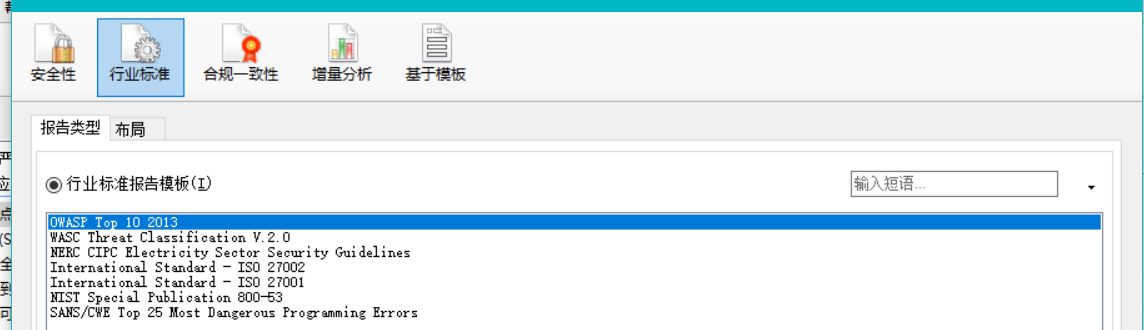 安全性 行业标准 合规一致性 增量分析 基于模板
报告类型 布局
行业标准报告模板(I) 输入短语...
OWASP Top 10 2013
WASC Threat Classification V.2.0
NERC CIPC Electricity Sector Security Guidelines
International Standard - ISO 27002
International Standard - ISO 27001
NIST Special Publication 800-53
SANS/CWE Top 25 Most Dangerous Programming Errors